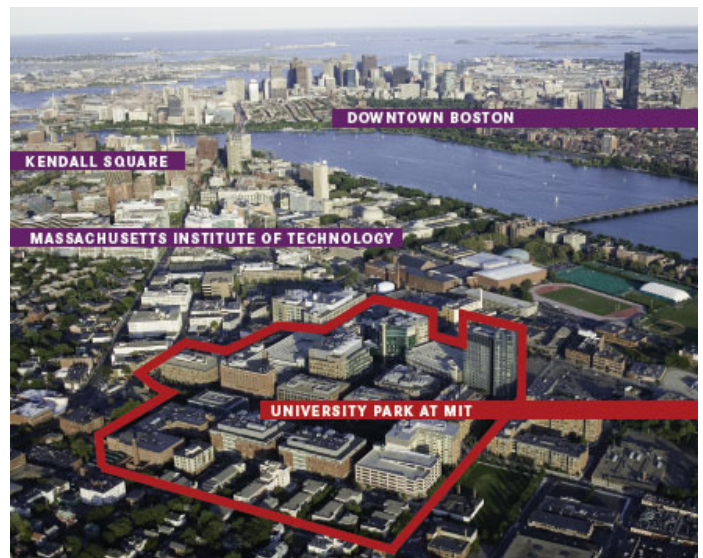 DOWNTOWN BOSTON
KENDALL SQUARE
MASSACHUSETTS INSTITUTE OF TECHNOLOGY
UNIVERSITY PARK AT MIT